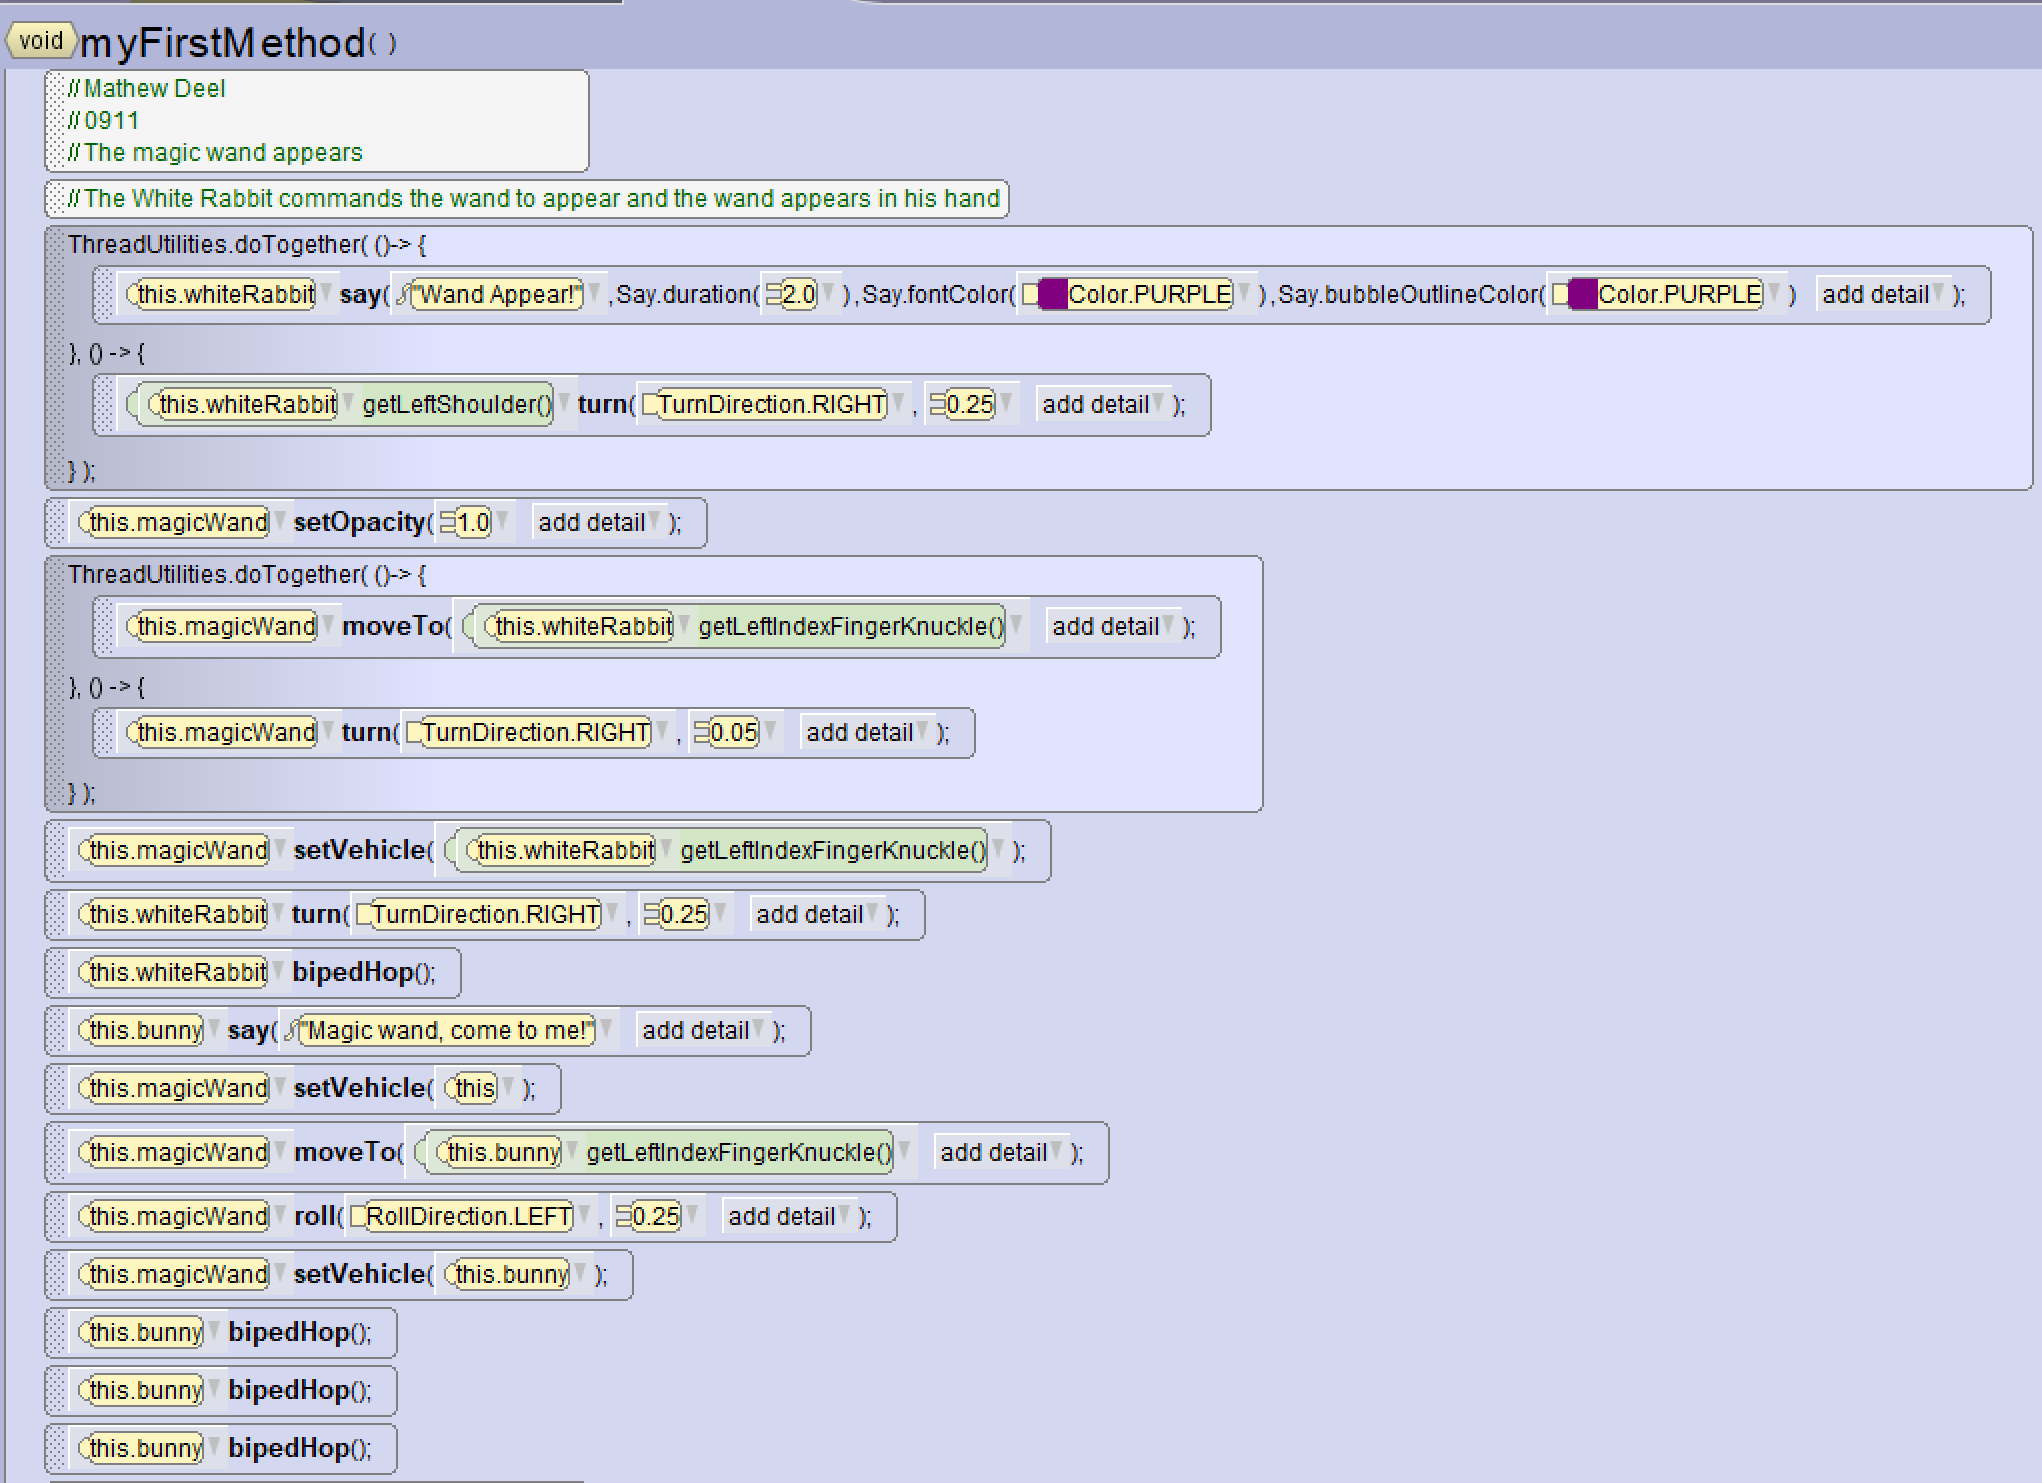 void myFirstMethod( )
// Mathew Deel
// 0911
// The magic wand appears
// The White Rabbit commands the wand to appear and the wand appears in his hand
ThreadUtilities.doTogether( ()-> {
this.whiteRabbit say( "Wand Appear!" ,Say.duration( 2.0 ),Say.fontColor( Color.PURPLE ),Say.bubbleOutlineColor( Color.PURPLE ) add detail );
}, () -> {
this.whiteRabbit getLeftShoulder() turn( TurnDirection.RIGHT , 0.25 add detail );
} );
this.magicWand setOpacity( 1.0 add detail );
ThreadUtilities.doTogether( ()-> {
this.magicWand moveTo( this.whiteRabbit getLeftIndexFingerKnuckle() add detail );
}, () -> {
this.magicWand turn( TurnDirection.RIGHT , 0.05 add detail );
} );
this.magicWand setVehicle( this.whiteRabbit getLeftIndexFingerKnuckle() );
this.whiteRabbit turn( TurnDirection.RIGHT , 0.25 add detail );
this.whiteRabbit bipedHop();
this.bunny say( "Magic wand, come to me!" add detail );
this.magicWand setVehicle( this );
this.magicWand moveTo( this.bunny getLeftIndexFingerKnuckle() add detail );
this.magicWand roll( RollDirection.LEFT , 0.25 add detail );
this.magicWand setVehicle( this.bunny );
this.bunny bipedHop();
this.bunny bipedHop();
this.bunny bipedHop();